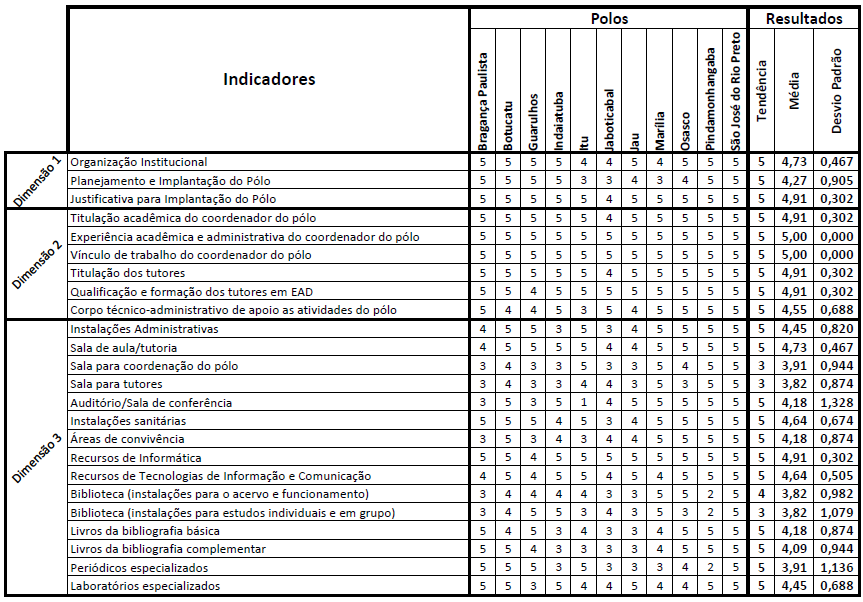 Polos Resultados
Indicadores Bragança Paulista Botucatu Guarulhos Indaiatuba Itu Jaboticabal Jau Marília Osasco Pindamonhangaba São José do Rio Preto Tendência Média Desvio Padrão
Dimensão 1
Organização Institucional 5 5 5 5 4 4 5 4 5 5 5 5 4,73 0,467
Planejamento e Implantação do Pólo 5 5 5 5 3 3 4 3 4 5 5 5 4,27 0,905
Justificativa para Implantação do Pólo 5 5 5 5 5 4 5 5 5 5 5 5 4,91 0,302
Dimensão 2
Titulação acadêmica do coordenador do pólo 5 5 5 5 5 4 5 5 5 5 5 5 4,91 0,302
Experiência acadêmica e administrativa do coordenador do pólo 5 5 5 5 5 5 5 5 5 5 5 5 5,00 0,000
Vínculo de trabalho do coordenador do pólo 5 5 5 5 5 5 5 5 5 5 5 5 5,00 0,000
Titulação dos tutores 5 5 5 5 5 4 5 5 5 5 5 5 4,91 0,302
Qualificação e formação dos tutores em EAD 5 5 4 5 5 5 5 5 5 5 5 5 4,91 0,302
Corpo técnico-administrativo de apoio as atividades do pólo 5 4 4 5 3 5 4 5 5 5 5 5 4,55 0,688
Dimensão 3
Instalações Administrativas 4 5 5 3 5 3 4 5 5 5 5 5 4,45 0,820
Sala de aula/tutoria 4 5 5 5 5 4 4 5 5 5 5 5 4,73 0,467
Sala para coordenação do pólo 3 4 3 3 5 3 3 5 4 5 5 3 3,91 0,944
Sala para tutores 3 4 3 3 4 4 3 5 3 5 5 3 3,82 0,874
Auditório/Sala de conferência 3 5 3 5 1 4 5 5 5 5 5 5 4,18 1,328
Instalações sanitárias 5 5 5 4 5 3 4 5 5 5 5 5 4,64 0,674
Áreas de convivência 3 5 3 4 3 4 4 5 5 5 5 5 4,18 0,874
Recursos de Informática 5 5 4 5 5 5 5 5 5 5 5 5 4,91 0,302
Recursos de Tecnologias de Informação e Comunicação 4 5 4 5 5 4 5 4 5 5 5 5 4,64 0,505
Biblioteca (instalações para o acervo e funcionamento) 3 4 4 4 4 3 3 5 5 2 5 4 3,82 0,982
Biblioteca (instalações para estudos individuais e em grupo) 3 4 5 5 3 4 3 5 3 2 5 3 3,82 1,079
Livros da bibliografia básica 5 4 5 3 4 3 3 4 5 5 5 5 4,18 0,874
Livros da bibliografia complementar 5 5 4 3 3 3 3 4 5 5 5 5 4,09 0,944
Periódicos especializados 5 5 5 3 5 3 3 3 4 2 5 5 3,91 1,136
Laboratórios especializados 5 5 3 5 4 4 5 4 4 5 5 5 4,45 0,688